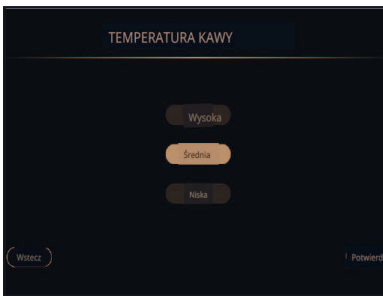 TEMPERATURA KAWY
Wysoka
Średnia
Niska
Wstecz
Potwierd